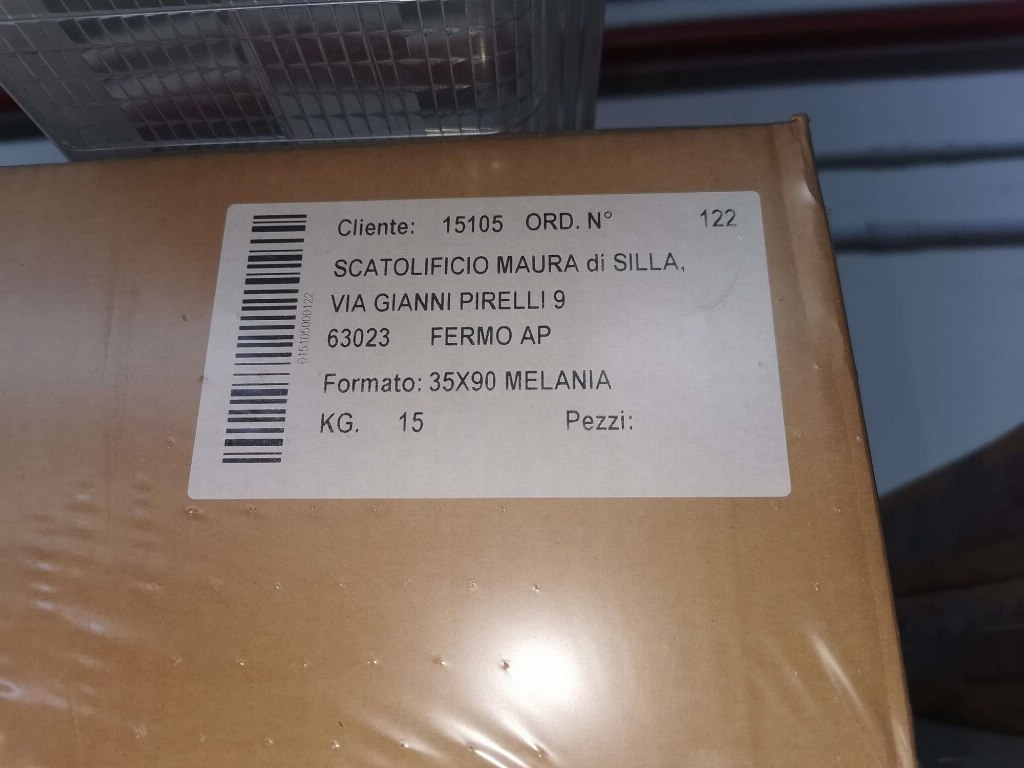 Cliente: 15105 ORD. N° 122
SCATOLIFICIO MAURA di SILLA,
VIA GIANNI PIRELLI 9
63023 FERMO AP
Formato: 35X90 MELANIA
KG. 15 Pezzi:
015105000122